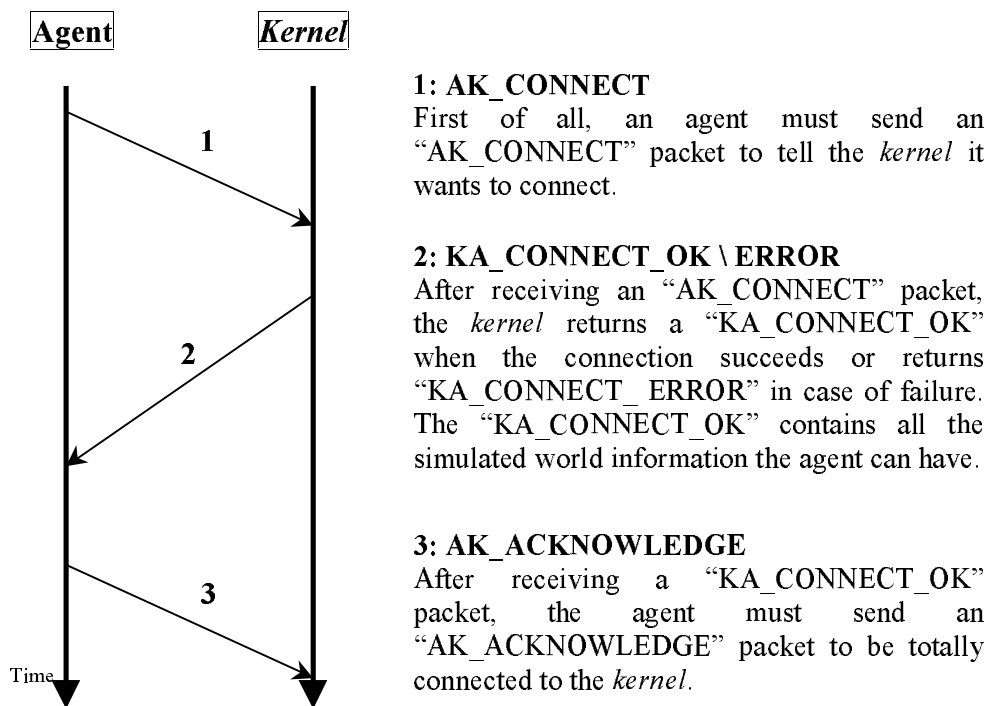 Agent
Kernel
1: AK_CONNECT
First of all, an agent must send an
“AK_CONNECT” packet to tell the kernel it
wants to connect.
1
2: KA_CONNECT_OK \ ERROR
After receiving an “AK_CONNECT” packet,
the kernel returns a “KA_CONNECT_OK”
when the connection succeeds or returns
“KA_CONNECT_ ERROR” in case of failure.
The “KA_CONNECT_OK” contains all the
simulated world information the agent can have.
2
3: AK_ACKNOWLEDGE
After receiving a “KA_CONNECT_OK”
packet, the agent must send an
“AK_ACKNOWLEDGE” packet to be totally
connected to the kernel.
3
Time